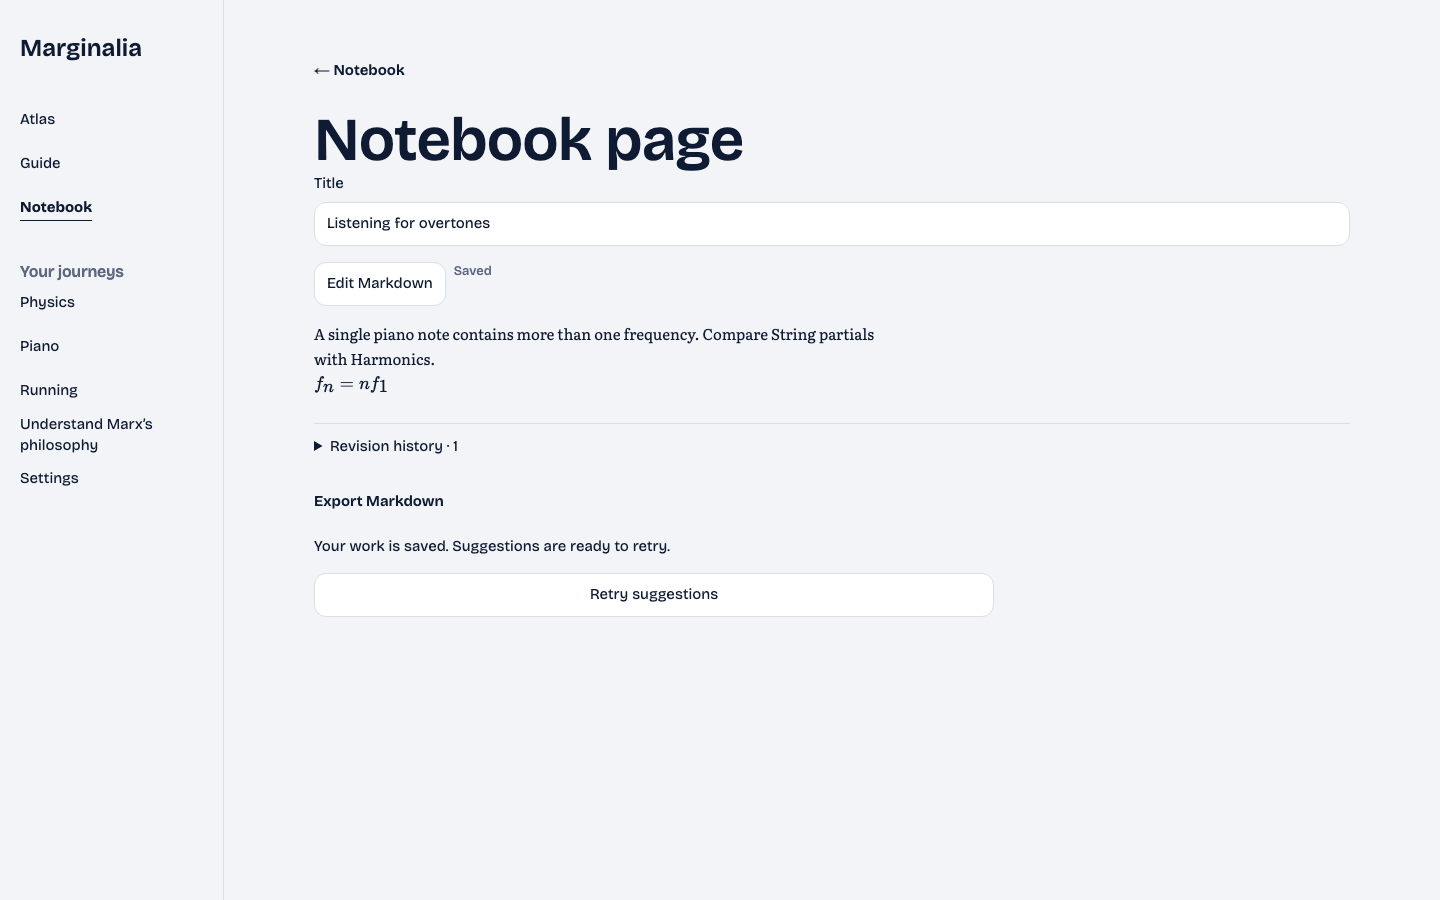 Marginalia
Atlas
Guide
Notebook
Your journeys
Physics
Piano
Running
Understand Marx's
philosophy
Settings
← Notebook
Notebook page
Title
Listening for overtones
Edit Markdown
Saved
A single piano note contains more than one frequency. Compare String partials
with Harmonics.
fₙ = nf₁
▶ Revision history · 1
Export Markdown
Your work is saved. Suggestions are ready to retry.
Retry suggestions